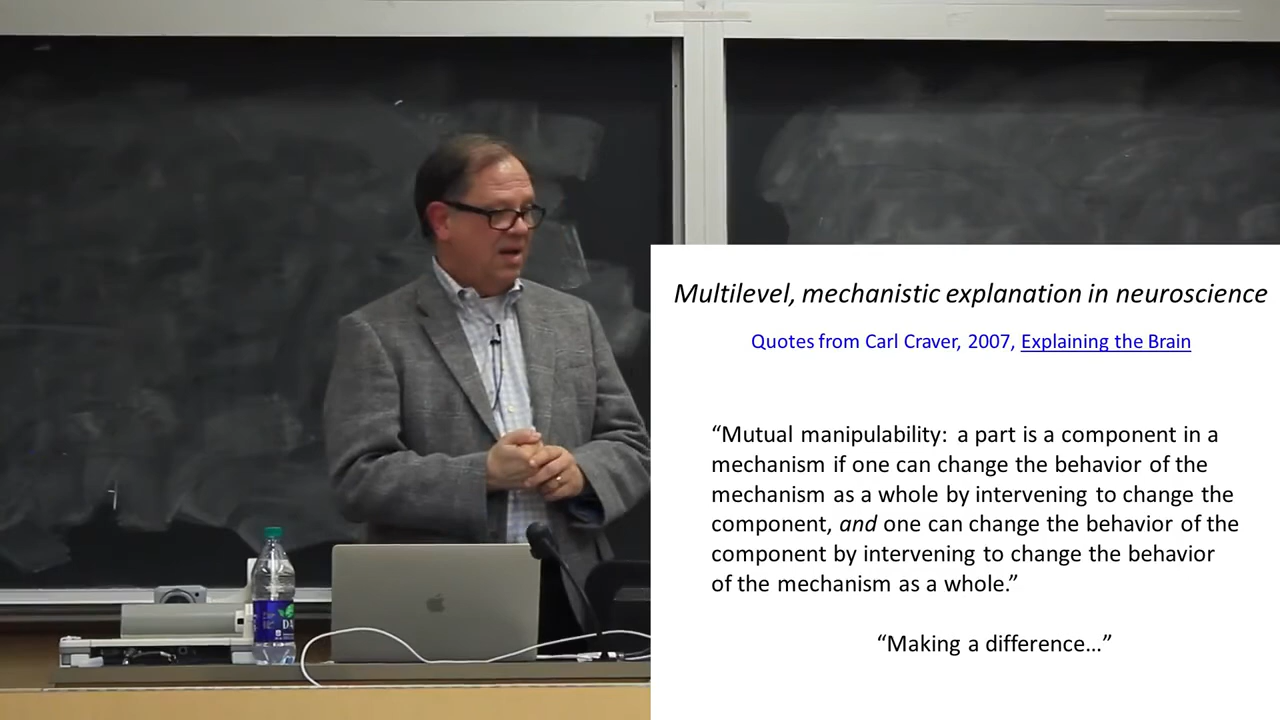 Multilevel, mechanistic explanation in neuroscience
Quotes from Carl Craver, 2007, Explaining the Brain
“Mutual manipulability: a part is a component in a
mechanism if one can change the behavior of the
mechanism as a whole by intervening to change the
component, and one can change the behavior of the
component by intervening to change the behavior
of the mechanism as a whole.”
“Making a difference…”